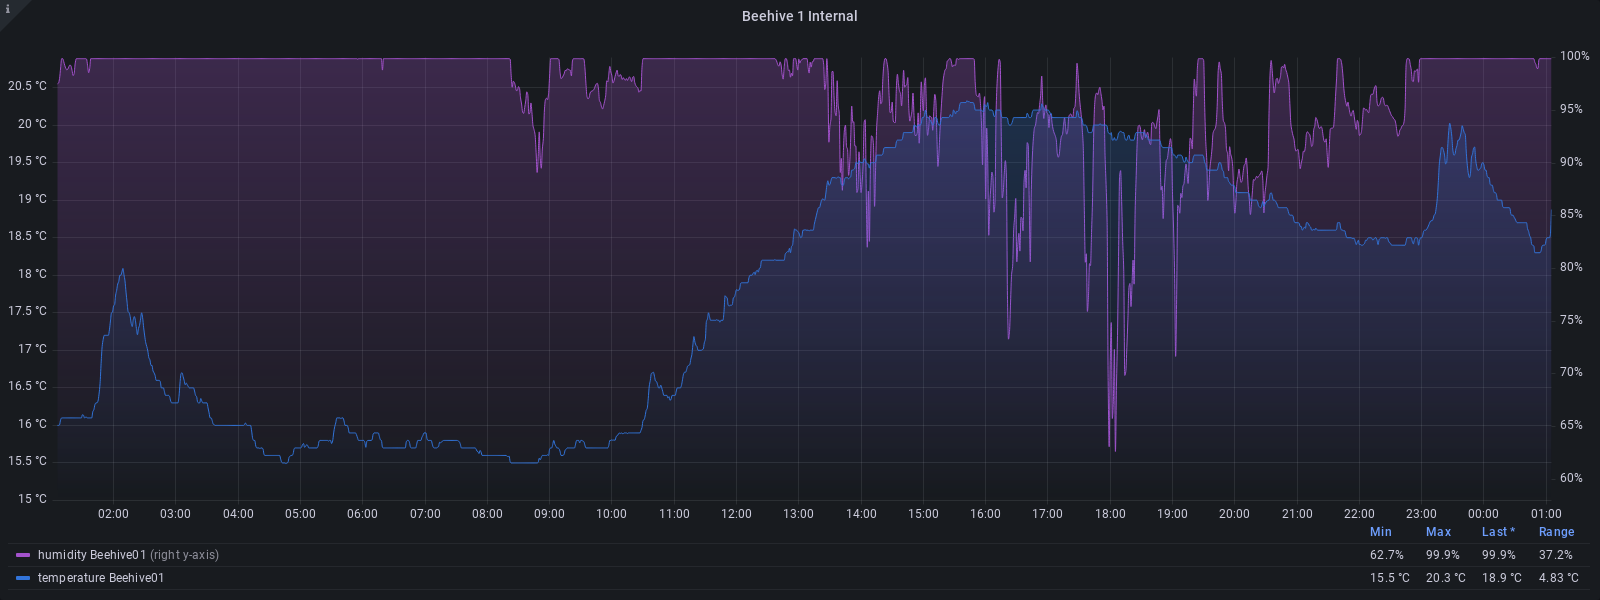 i
Beehive 1 Internal
100%
20.5 °C
95%
20 °C
19.5 °C
90%
19 °C
85%
18.5 °C
80%
18 °C
17.5 °C
75%
17 °C
70%
16.5 °C
16 °C
65%
15.5 °C
60%
15 °C
02:00 03:00 04:00 05:00 06:00 07:00 08:00 09:00 10:00 11:00 12:00 13:00 14:00 15:00 16:00 17:00 18:00 19:00 20:00 21:00 22:00 23:00 00:00 01:00
Min Max Last * Range
humidity Beehive01 (right y-axis) 62.7% 99.9% 99.9% 37.2%
temperature Beehive01 15.5 °C 20.3 °C 18.9 °C 4.83 °C